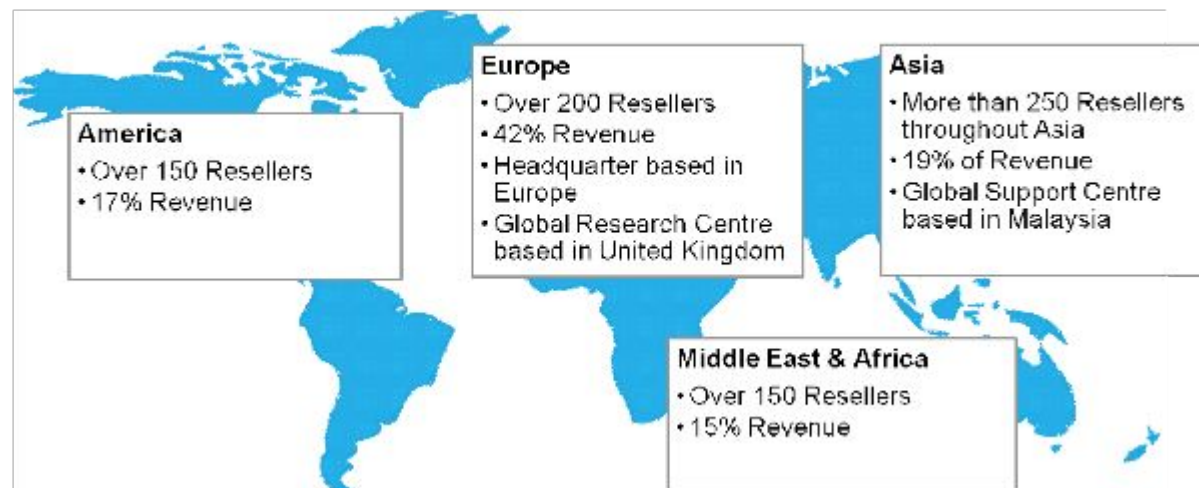 America
• Over 150 Resellers
• 17% Revenue
Europe
• Over 200 Resellers
• 42% Revenue
• Headquarter based in
Europe
• Global Research Centre
based in United Kingdom
Asia
• More than 250 Resellers
throughout Asia
• 19% of Revenue
• Global Support Centre
based in Malaysia
Middle East & Africa
• Over 150 Resellers
• 15% Revenue